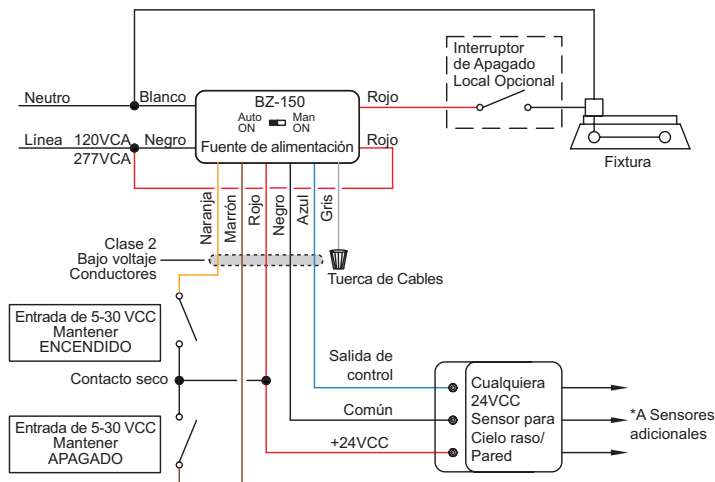 Interruptor
de Apagado
Local Opcional
Neutro
Blanco
BZ-150
Rojo
Auto
ON
Man
ON
Línea 120VCA
277VCA
Negro
Fuente de alimentación
Rojo
Fixtura
Naranja
Marrón
Rojo
Negro
Azul
Gris
Clase 2
Bajo voltaje
Conductores
Tuerca de Cables
Entrada de 5-30 VCC
Mantener
ENCENDIDO
Contacto seco
Entrada de 5-30 VCC
Mantener
APAGADO
Salida de
control
Común
+24VCC
Cualquiera
24VCC
Sensor para
Cielo raso/
Pared
*A Sensores
adicionales